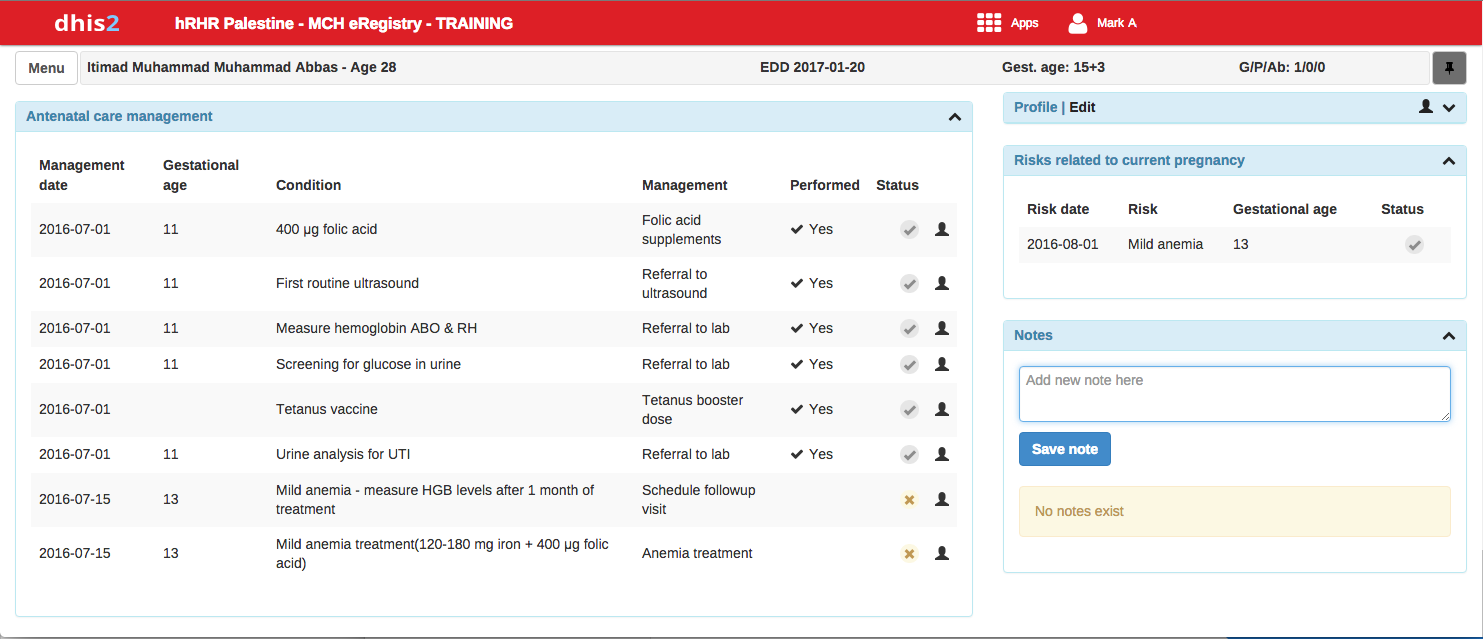 dhis2 hRHR Palestine - MCH eRegistry - TRAINING Apps Mark A
Menu Itimad Muhammad Muhammad Abbas - Age 28 EDD 2017-01-20 Gest. age: 15+3 G/P/Ab: 1/0/0
Antenatal care management
Management date Gestational age Condition Management Performed Status
2016-07-01 11 400 µg folic acid Folic acid supplements Yes
2016-07-01 11 First routine ultrasound Referral to ultrasound Yes
2016-07-01 11 Measure hemoglobin ABO & RH Referral to lab Yes
2016-07-01 11 Screening for glucose in urine Referral to lab Yes
2016-07-01 Tetanus vaccine Tetanus booster dose Yes
2016-07-01 11 Urine analysis for UTI Referral to lab Yes
2016-07-15 13 Mild anemia - measure HGB levels after 1 month of treatment Schedule followup visit
2016-07-15 13 Mild anemia treatment(120-180 mg iron + 400 µg folic acid) Anemia treatment
Profile | Edit
Risks related to current pregnancy
Risk date Risk Gestational age Status
2016-08-01 Mild anemia 13
Notes
Add new note here
Save note
No notes exist